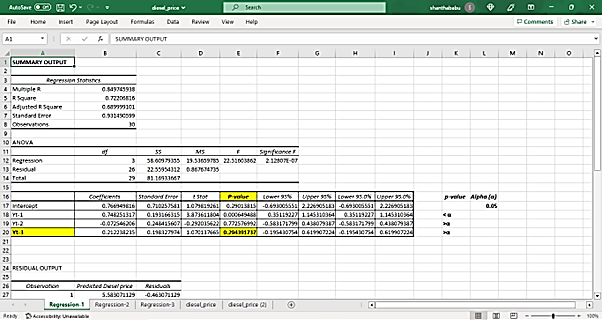 AutoSave Off diesel_price Search shanthababu
File Home Insert Page Layout Formulas Data Review View Help Comments Share
A1 fx SUMMARY OUTPUT
A B C D E F G H I J K L M N O
1 SUMMARY OUTPUT
2
3 Regression Statistics
4 Multiple R 0.849745938
5 R Square 0.72206816
6 Adjusted R Square 0.689999101
7 Standard Error 0.931490599
8 Observations 30
9
10 ANOVA
11 df SS MS F Significance F
12 Regression 3 58.60979355 19.53659785 22.51603862 2.12807E-07
13 Residual 26 22.55954312 0.867674735
14 Total 29 81.16933667
15
16 Coefficients Standard Error t Stat P-value Lower 95% Upper 95% Lower 95.0% Upper 95.0% p-value Alpha (α)
17 Intercept 0.766949816 0.710257581 1.079819261 0.29013815 -0.693005551 2.226905183 -0.693005551 2.226905183 0.05
18 Yt-1 0.748251317 0.193166315 3.873611804 0.000649488 0.35119227 1.145310364 0.35119227 1.145310364 <α
19 Yt-2 -0.072546206 0.248415607 -0.292035622 0.772576992 -0.583171799 0.438079387 -0.583171799 0.438079387 >α
20 Yt-3 0.212238235 0.198327974 1.070137665 0.294391737 -0.195430754 0.619907224 -0.195430754 0.619907224 >α
21
22
23
24 RESIDUAL OUTPUT
25
26 Observation Predicted Diesel price Residuals
27 1 5.583071129 -0.463071129
Regression-1 Regression-2 Regression-3 diesel_price diesel_price (2)
Ready Accessibility: Unavailable 100%